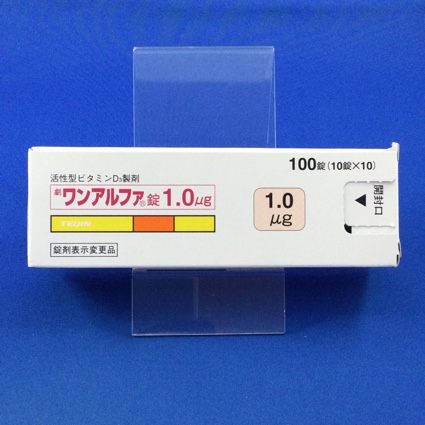 100錠(10錠×10)
活性型ビタミンD₃製剤
劇 ワンアルファ®錠 1.0μg
1.0
μg
開封口
TEIJIN
錠剤表示変更品